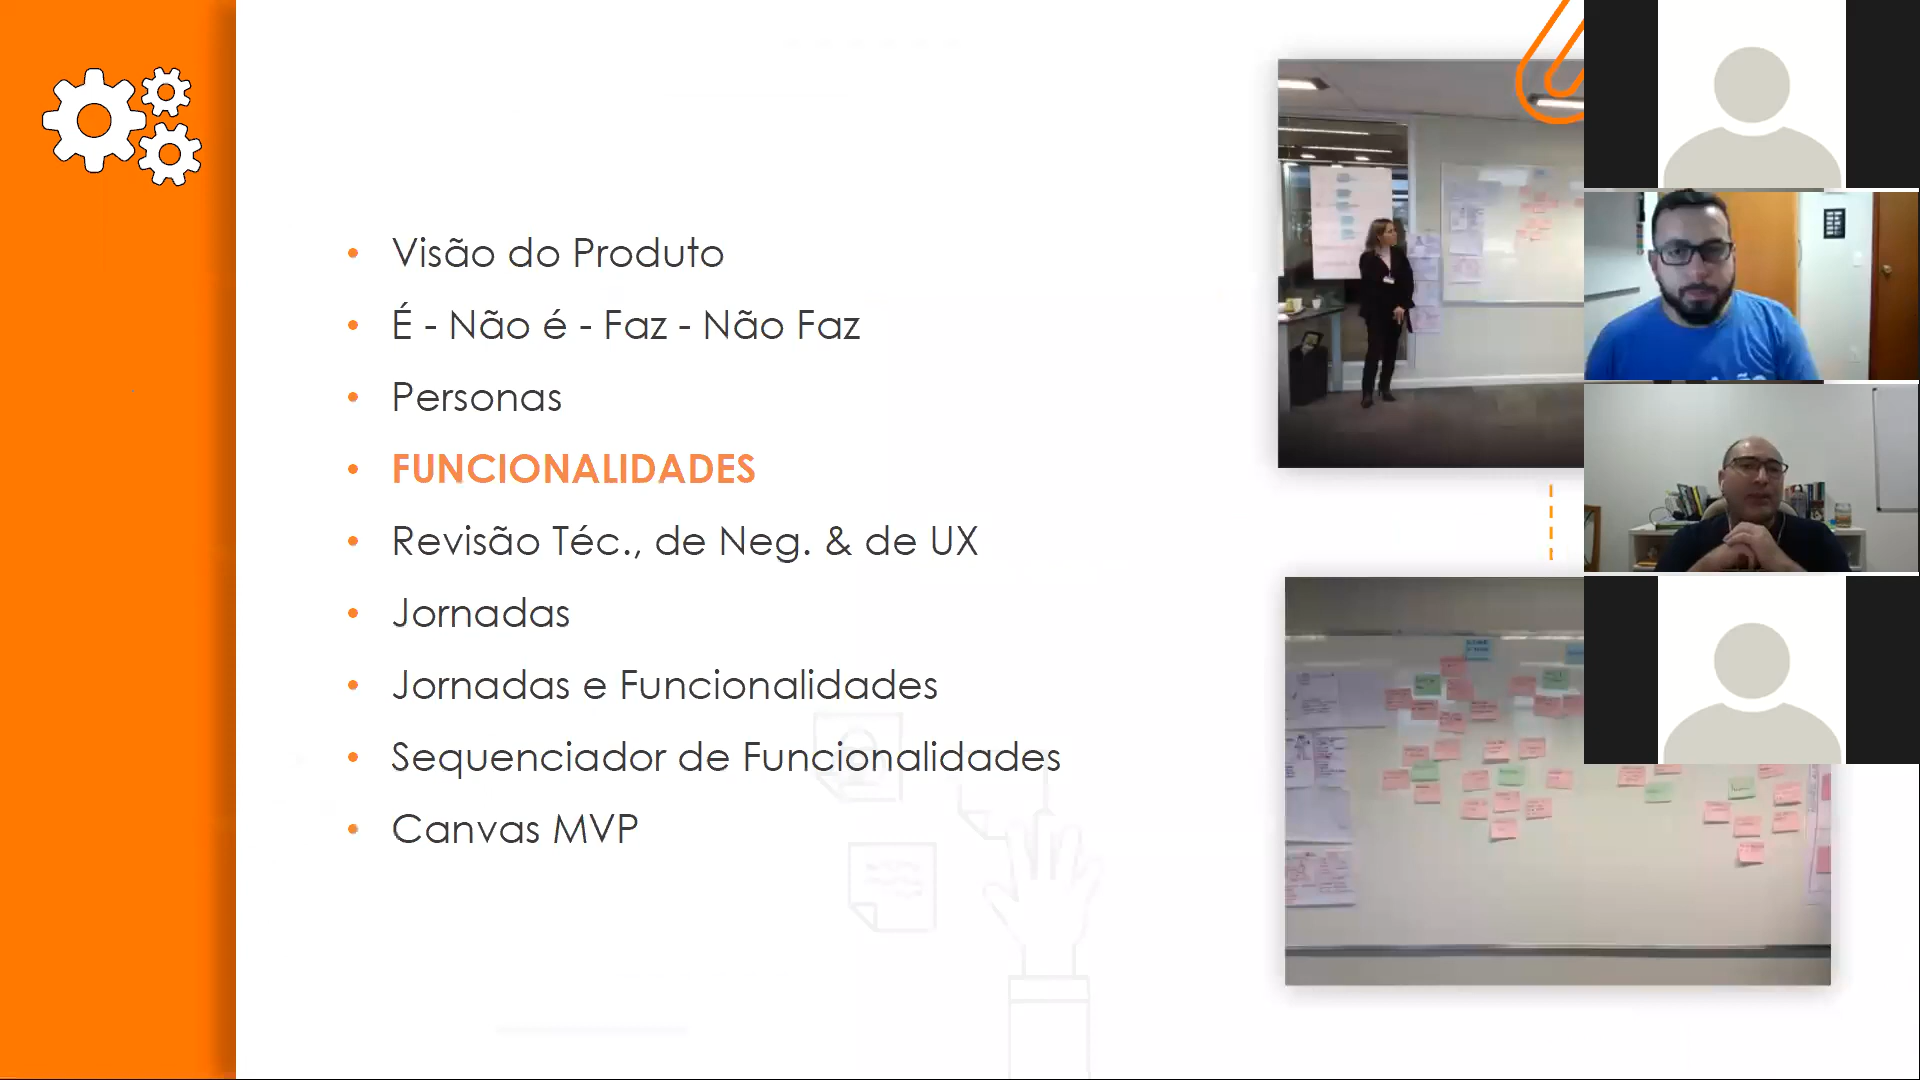 Visão do Produto
É - Não é - Faz - Não Faz
Personas
FUNCIONALIDADES
Revisão Téc., de Neg. & de UX
Jornadas
Jornadas e Funcionalidades
Sequenciador de Funcionalidades
Canvas MVP